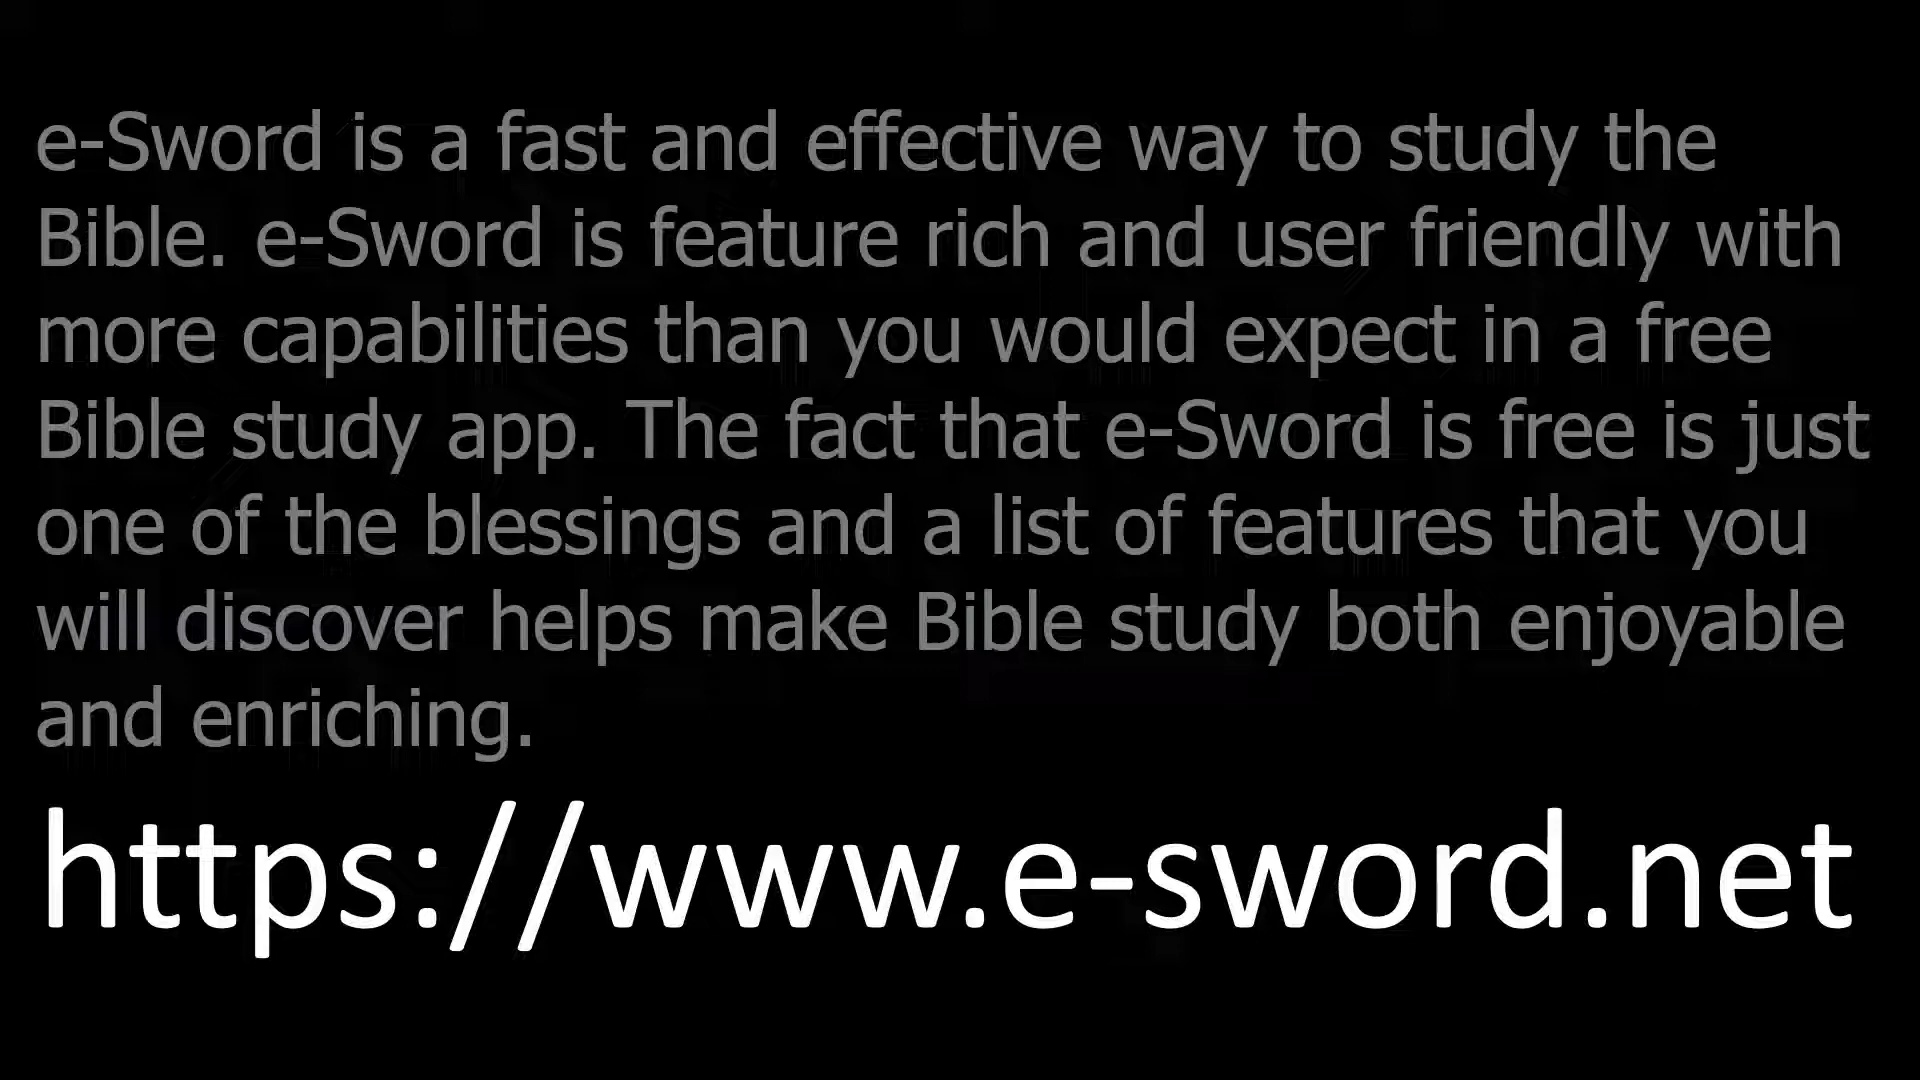 e-Sword is a fast and effective way to study the
Bible. e-Sword is feature rich and user friendly with
more capabilities than you would expect in a free
Bible study app. The fact that e-Sword is free is just
one of the blessings and a list of features that you
will discover helps make Bible study both enjoyable
and enriching.
https://www.e-sword.net